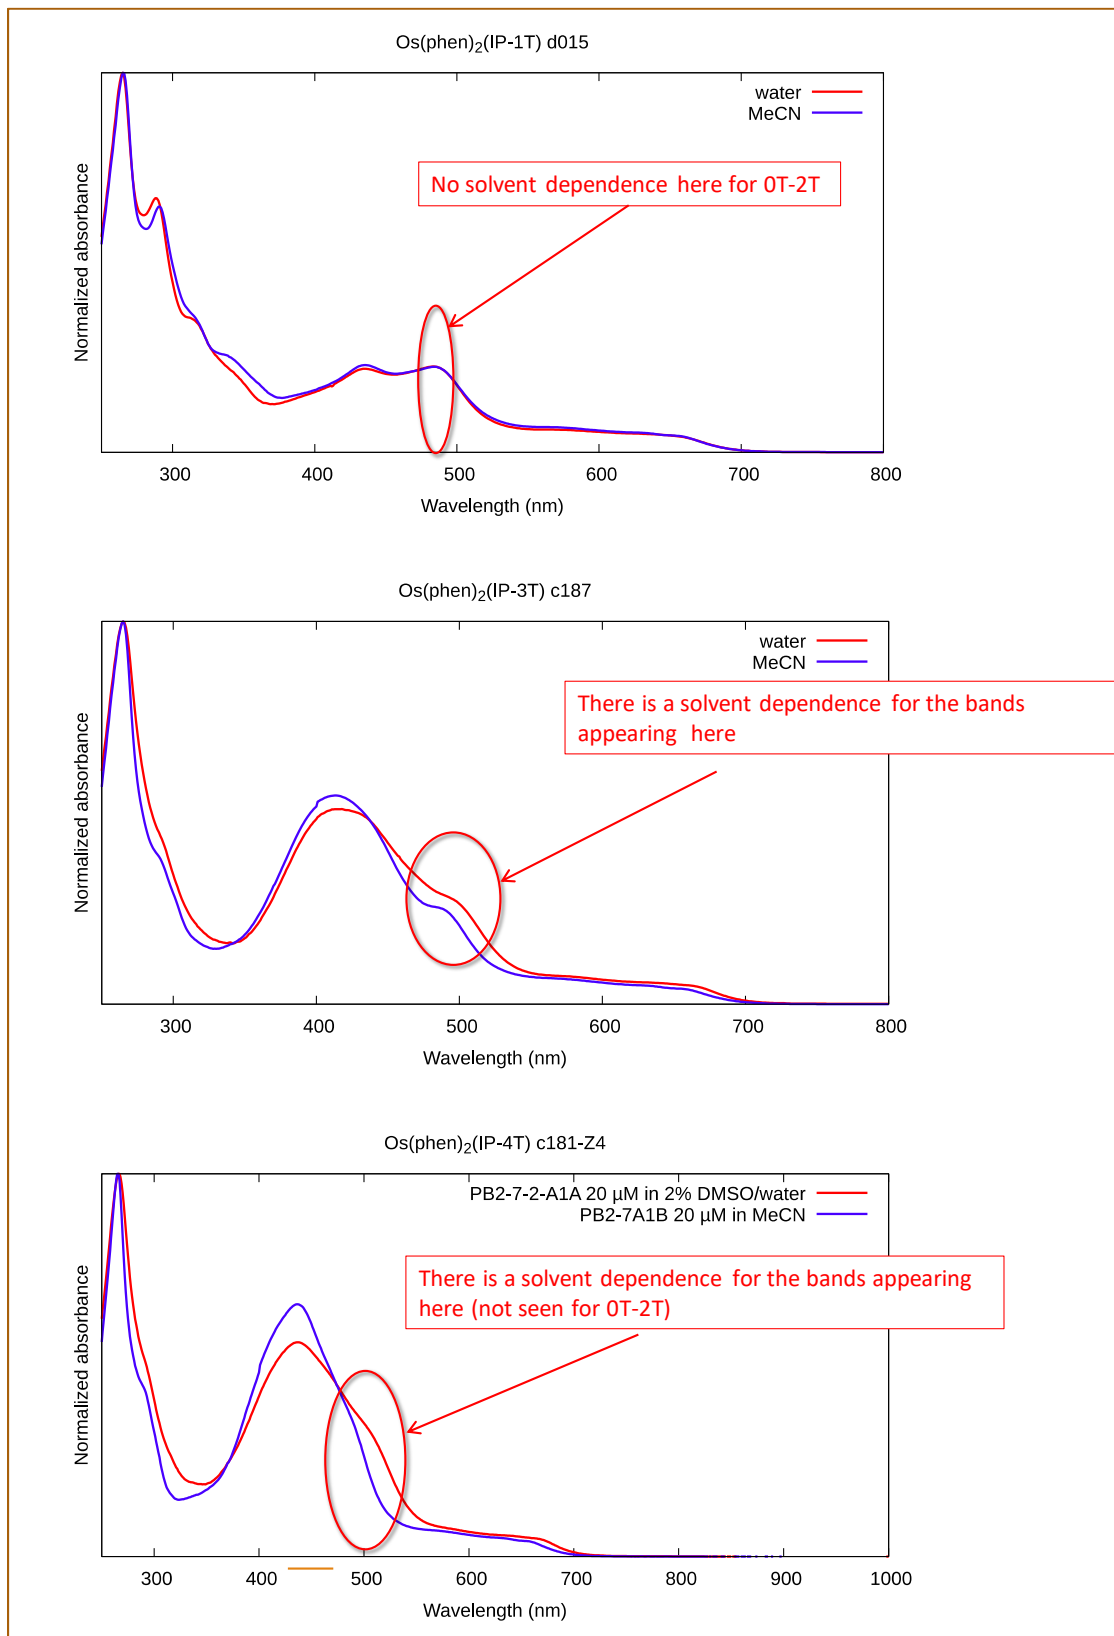 Os(phen)₂(IP-1T) d015
water
MeCN
No solvent dependence here for 0T-2T
Normalized absorbance
300 400 500 600 700 800
Wavelength (nm)
Os(phen)₂(IP-3T) c187
water
MeCN
There is a solvent dependence for the bands
appearing here
Normalized absorbance
300 400 500 600 700 800
Wavelength (nm)
Os(phen)₂(IP-4T) c181-Z4
PB2-7-2-A1A 20 µM in 2% DMSO/water
PB2-7A1B 20 µM in MeCN
There is a solvent dependence for the bands appearing
here (not seen for 0T-2T)
Normalized absorbance
300 400 500 600 700 800 900 1000
Wavelength (nm)